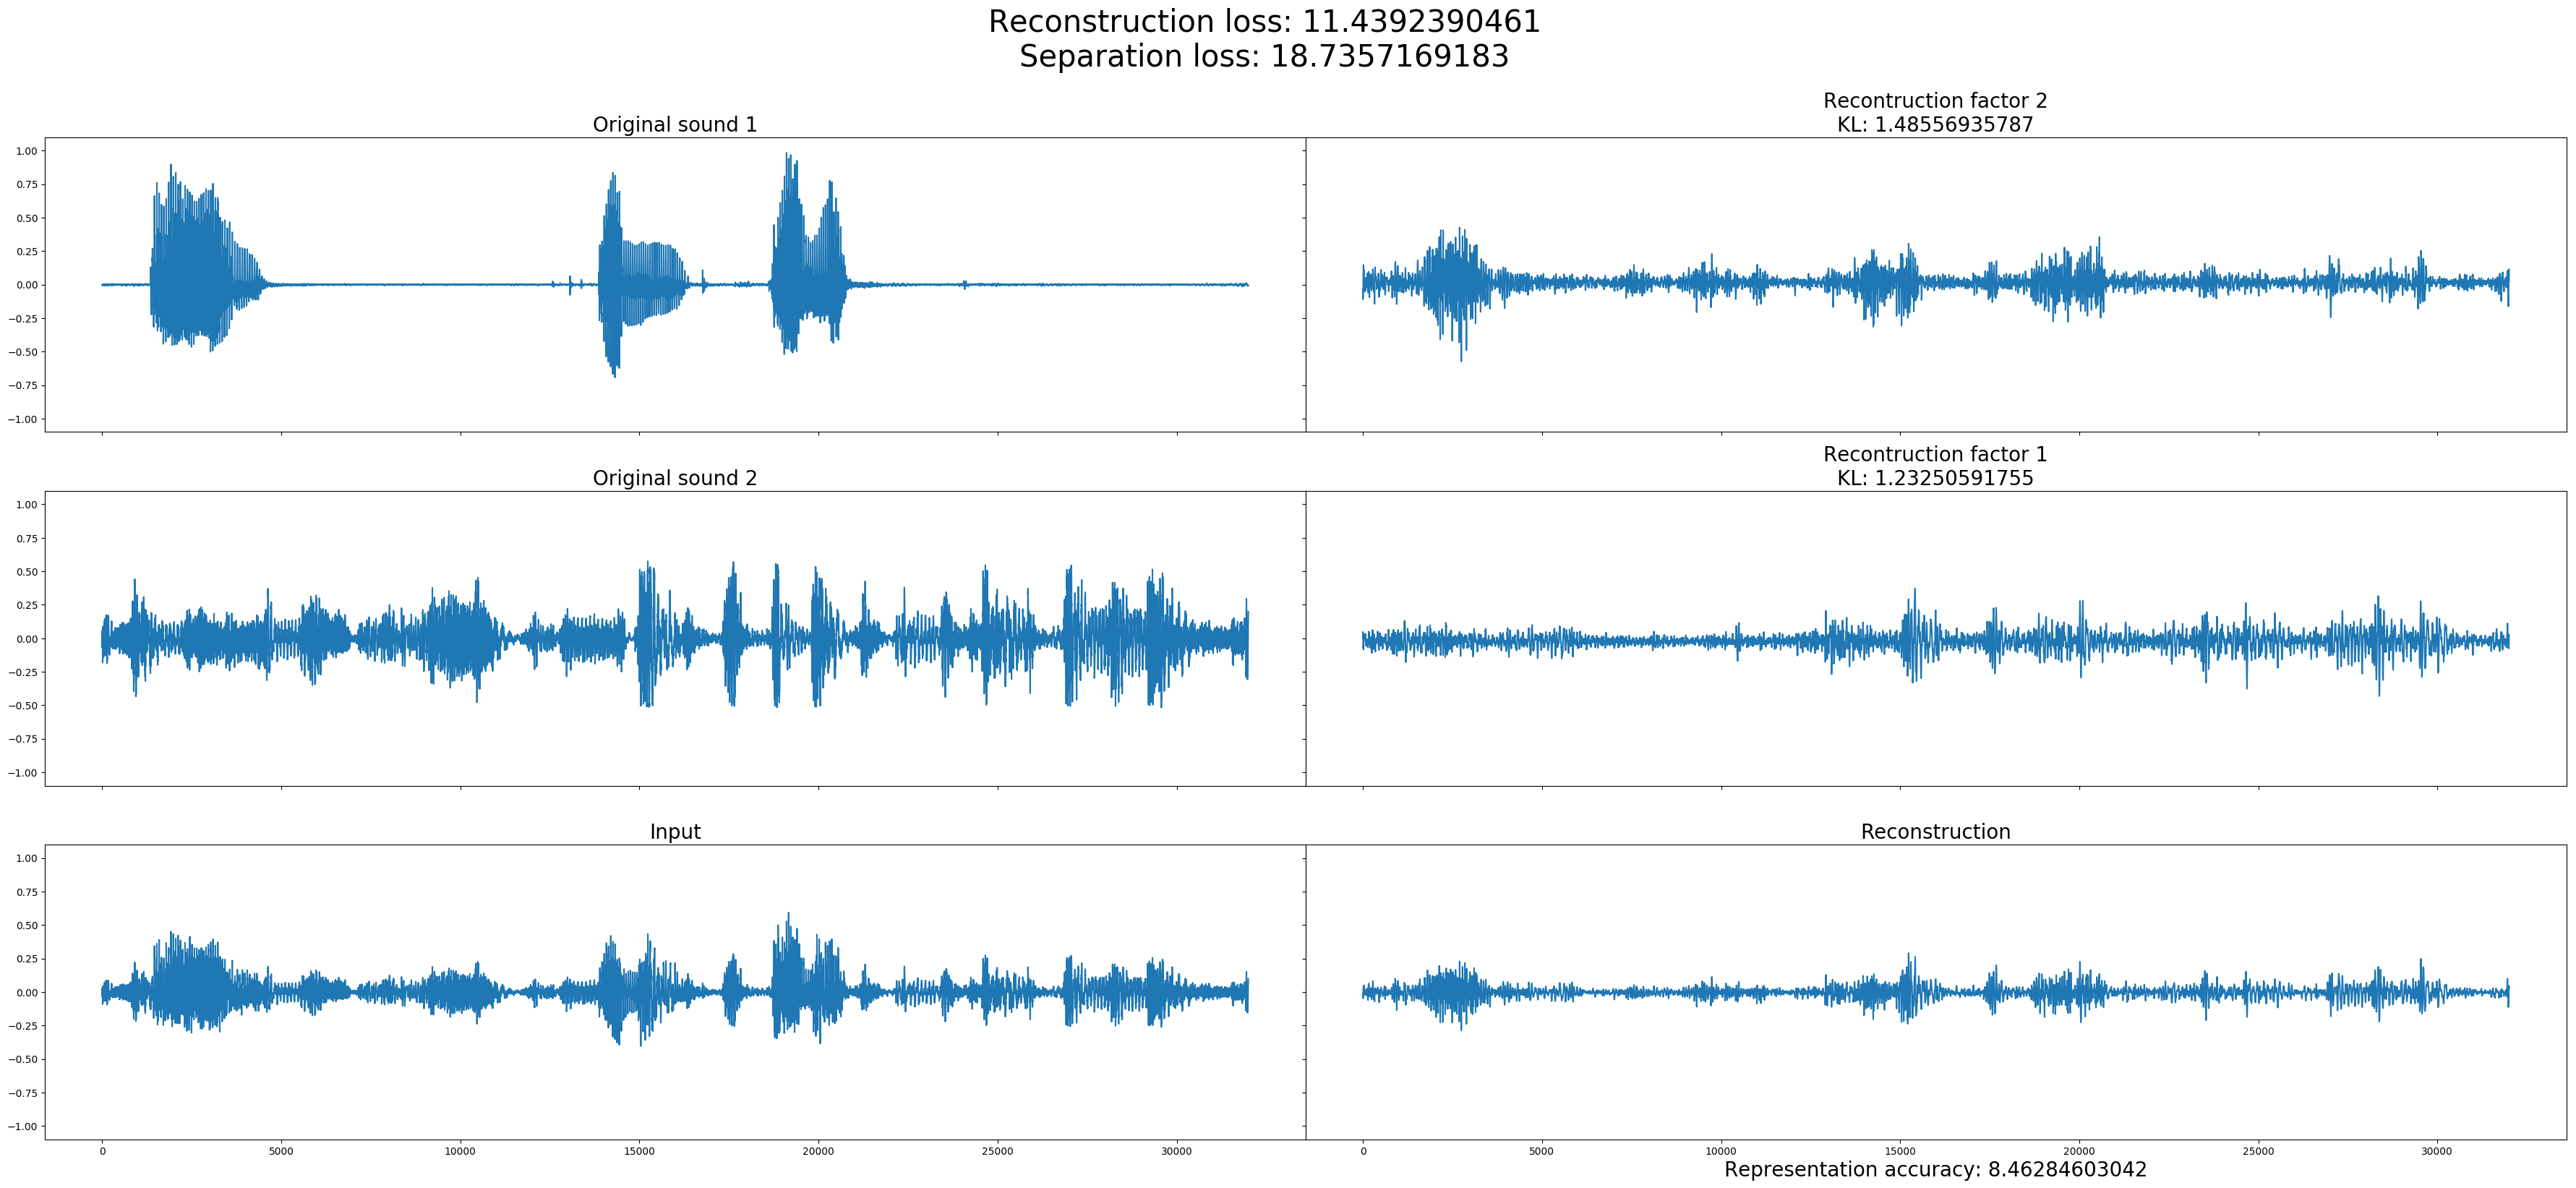 Reconstruction loss: 11.4392390461
Separation loss: 18.7357169183
Original sound 1
Recontruction factor 2
KL: 1.48556935787
1.00
0.75
0.50
0.25
0.00
−0.25
−0.50
−0.75
−1.00
Original sound 2
Recontruction factor 1
KL: 1.23250591755
1.00
0.75
0.50
0.25
0.00
−0.25
−0.50
−0.75
−1.00
Input
Reconstruction
1.00
0.75
0.50
0.25
0.00
−0.25
−0.50
−0.75
−1.00
0 5000 10000 15000 20000 25000 30000
0 5000 10000 15000 20000 25000 30000
Representation accuracy: 8.46284603042